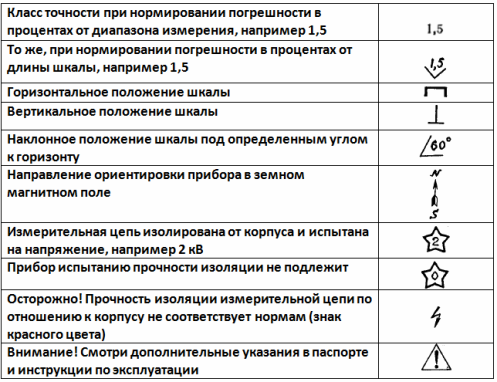 Класс точности при нормировании погрешности в
процентах от диапазона измерения, например 1,5
1,5
То же, при нормировании погрешности в процентах от
длины шкалы, например 1,5
1,5
Горизонтальное положение шкалы
Вертикальное положение шкалы
Наклонное положение шкалы под определенным углом
к горизонту
60°
Направление ориентировки прибора в земном
магнитном поле
N
S
Измерительная цепь изолирована от корпуса и испытана
на напряжение, например 2 кВ
2
Прибор испытанию прочности изоляции не подлежит
0
Осторожно! Прочность изоляции измерительной цепи по
отношению к корпусу не соответствует нормам (знак
красного цвета)
Внимание! Смотри дополнительные указания в паспорте
и инструкции по эксплуатации
!